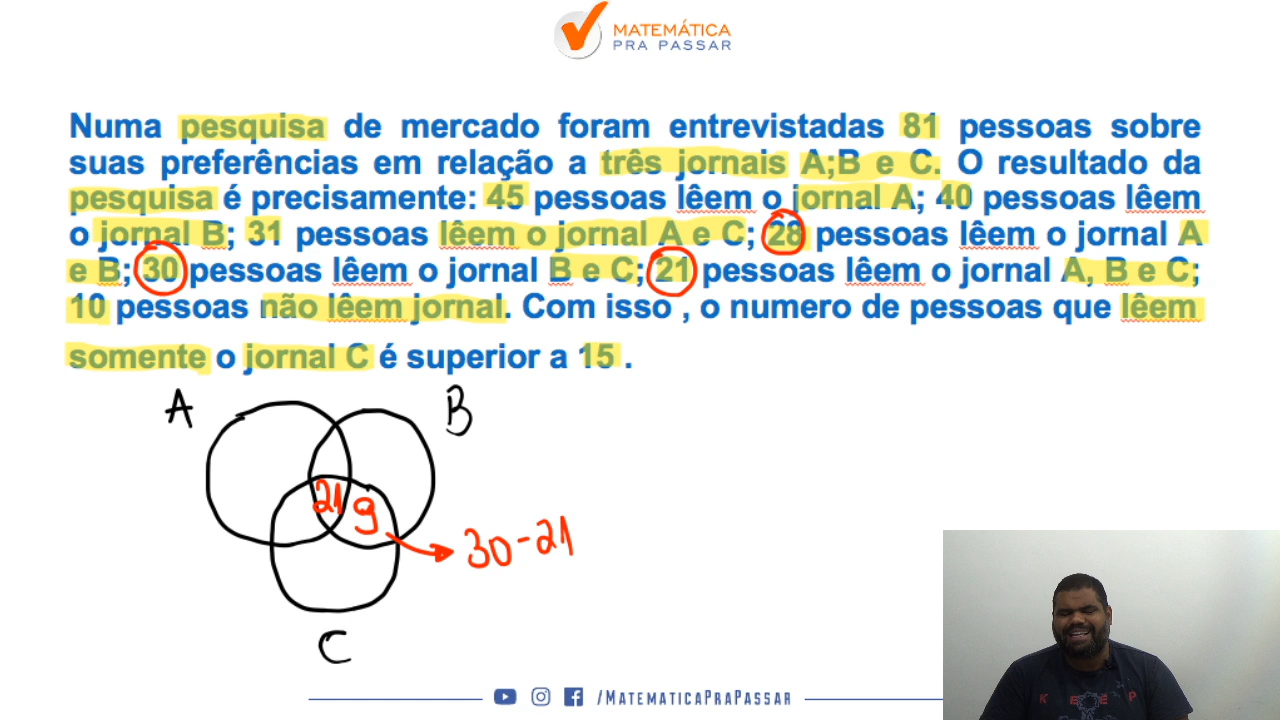 MATEMÁTICA
PRA PASSAR
Numa pesquisa de mercado foram entrevistadas 81 pessoas sobre
suas preferências em relação a três jornais A;B e C. O resultado da
pesquisa é precisamente: 45 pessoas lêem o jornal A; 40 pessoas lêem
o jornal B; 31 pessoas lêem o jornal A e C; 28 pessoas lêem o jornal A
e B; 30 pessoas lêem o jornal B e C; 21 pessoas lêem o jornal A, B e C;
10 pessoas não lêem jornal. Com isso , o numero de pessoas que lêem
somente o jornal C é superior a 15 .
A B
21 9
30-21
C
KEEP
/MATEMATICAPRAPASSAR